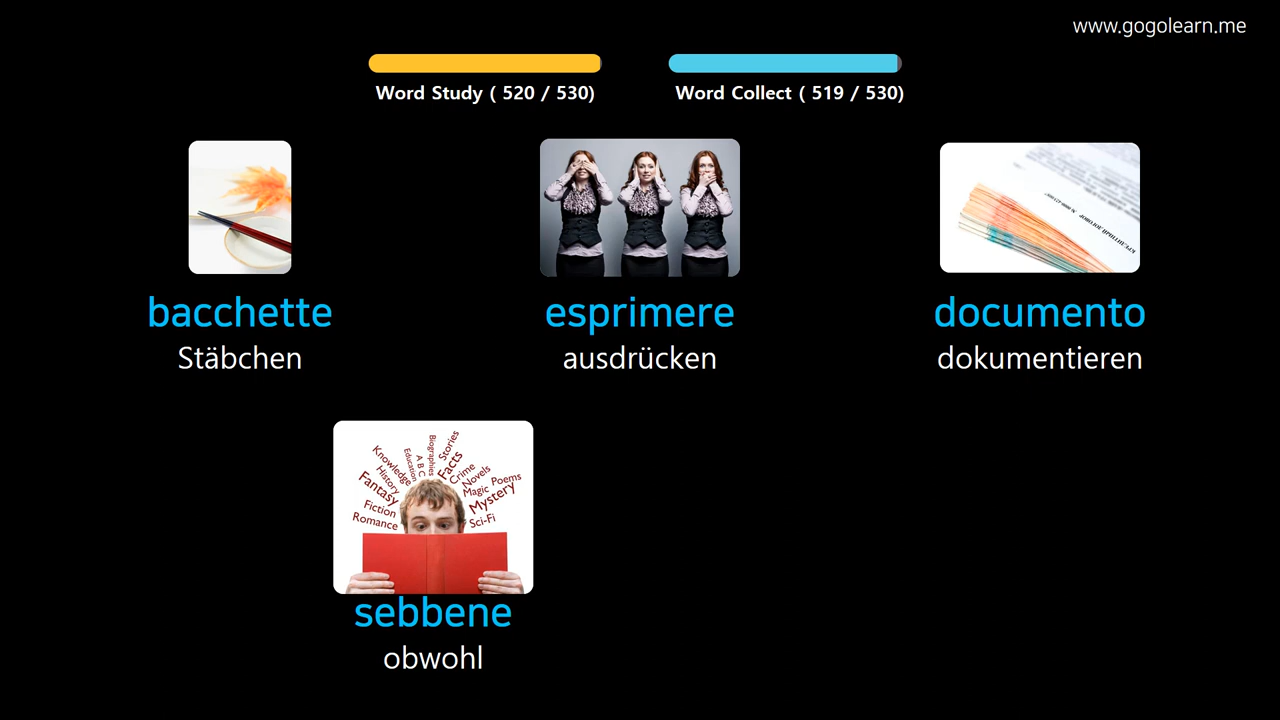 www.gogolearn.me
Word Study ( 520 / 530)
Word Collect ( 519 / 530)
bacchette
Stäbchen
esprimere
ausdrücken
documento
dokumentieren
Stories
Biographies
Facts
A B C
Education
Knowledge
Crime
History
Novels
Fantasy
Magic
Poems
Mystery
Fiction
Romance
Sci-Fi
sebbene
obwohl